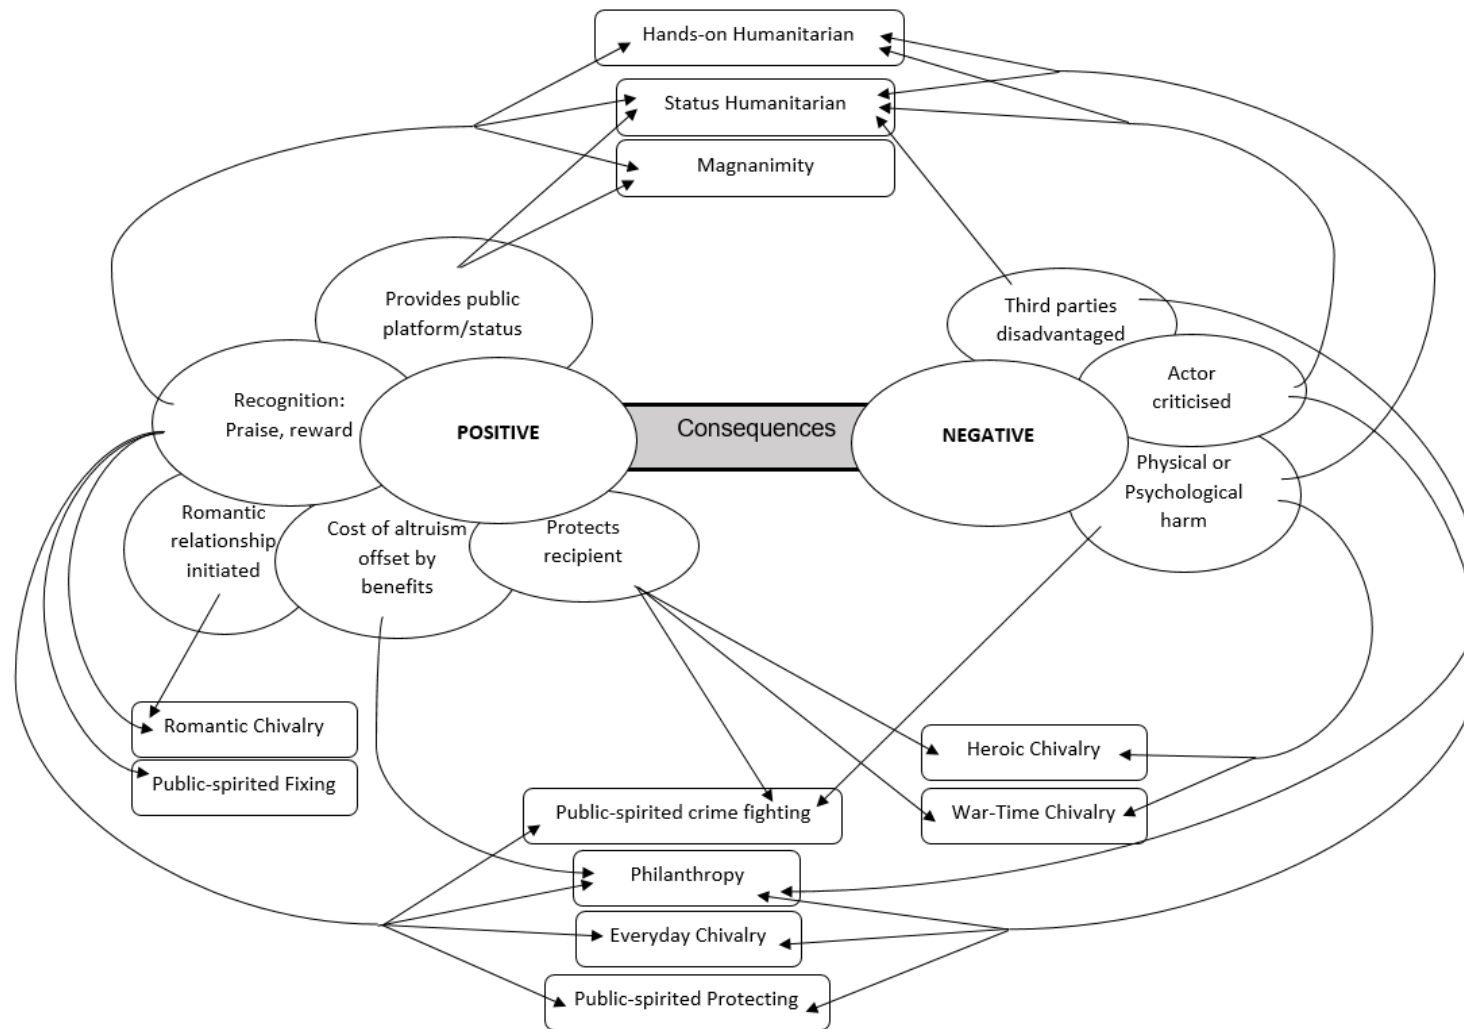 Hands-on Humanitarian
Status Humanitarian
Magnanimity
Provides public
platform/status
Third parties
disadvantaged
Recognition:
Praise, reward
POSITIVE
Consequences
NEGATIVE
Actor
criticised
Physical or
Psychological
harm
Romantic
relationship
initiated
Cost of altruism
offset by
benefits
Protects
recipient
Romantic Chivalry
Public-spirited Fixing
Heroic Chivalry
War-Time Chivalry
Public-spirited crime fighting
Philanthropy
Everyday Chivalry
Public-spirited Protecting